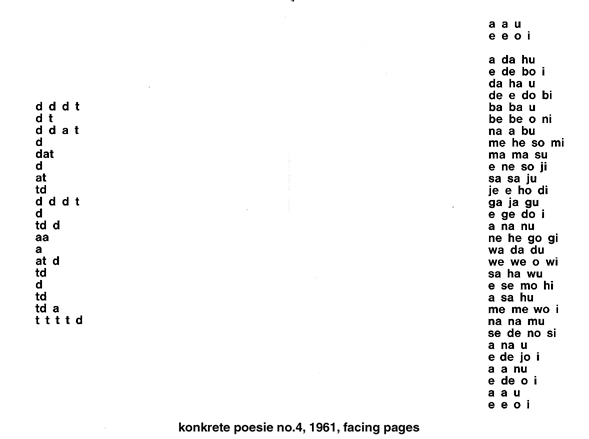 d d d t
d t
d d a t
d
dat
d
at
td
d d d t
d
td d
aa
a
at d
td
d
td
td a
t t t t d
a a u
e e o i
a da hu
e de bo i
da ha u
de e do bi
ba ba u
be be o ni
na a bu
me he so mi
ma ma su
e ne so ji
sa sa ju
je e ho di
ga ja gu
e ge do i
a na nu
ne he go gi
wa da du
we we o wi
sa ha wu
e se mo hi
a sa hu
me me wo i
na na mu
se de no si
a na u
e de jo i
a a nu
e de o i
a a u
e e o i
konkrete poesie no.4, 1961, facing pages